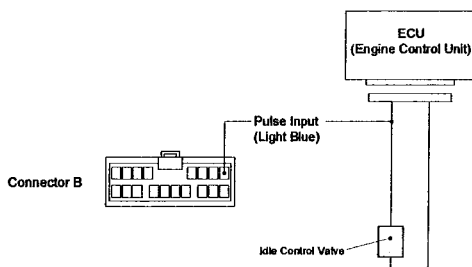 ECU
(Engine Control Unit)
Pulse Input
(Light Blue)
Connector B
Idle Control Valve